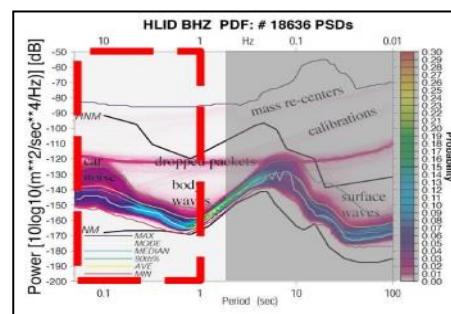 HLID BHZ PDF: # 18636 PSDs
10 1 Hz 0.1 0.01
Power [10log10(m**2/sec**4/Hz)] [dB]
-50
-80
-90
-100
-110
-120
-130
-140
-150
-160
-170
-180
-190
-200
mass re-centers
calibrations
dropped packets
car
noise
body
waves
surface
waves
MAX
MODE
MEDIAN
90th%
AVE
MIN
0.1 1 10 100
Period (sec)
0.30
0.29
0.28
0.27
0.26
0.25
0.24
0.23
0.22
0.21
0.20
0.19
0.18
0.17
0.16
0.15
0.14
0.13
0.12
0.11
0.10
0.09
0.08
0.07
0.06
0.05
0.04
0.03
0.02
0.01
0.00
Probability